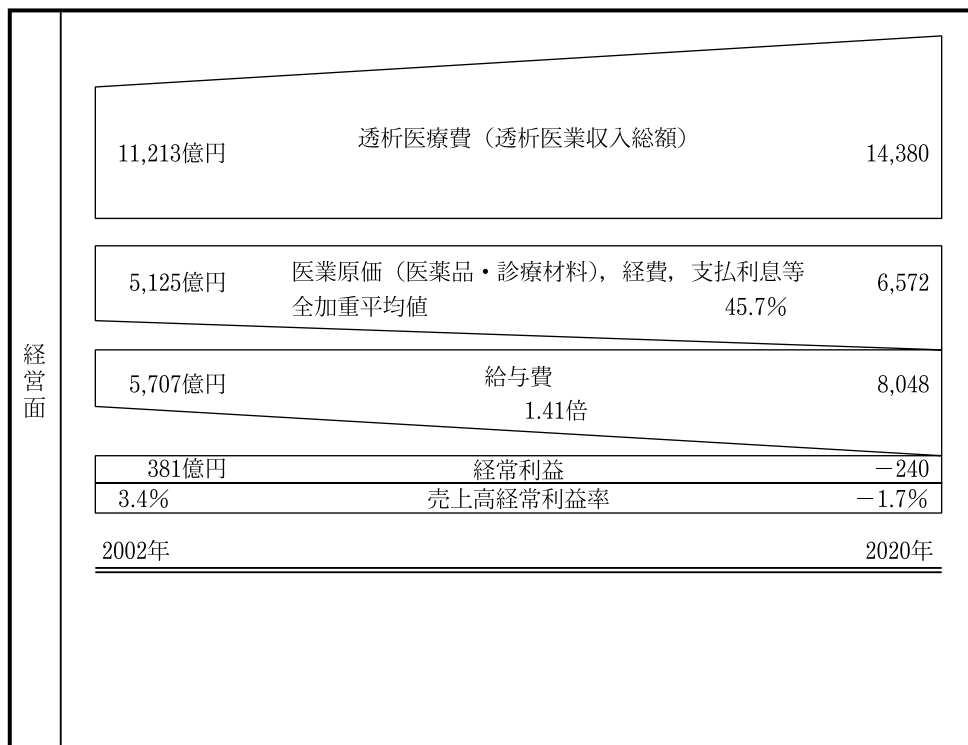 経営面
透析医療費（透析医業収入総額）
11,213億円 14,380
5,125億円 医業原価（医薬品・診療材料），経費，支払利息等 6,572
全加重平均値 45.7％
5,707億円 給与費 8,048
1.41倍
381億円 経常利益 －240
3.4％ 売上高経常利益率 －1.7％
2002年 2020年